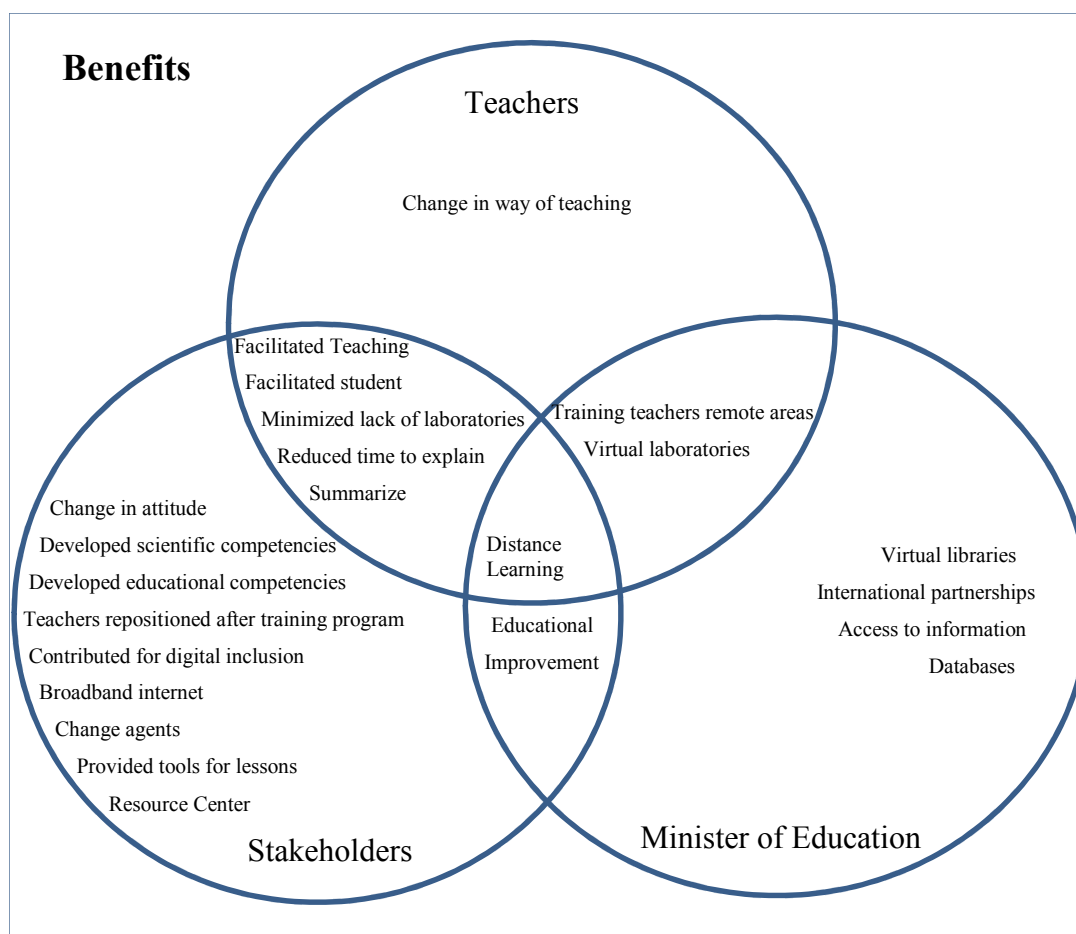 Benefits
Teachers
Change in way of teaching
Facilitated Teaching
Facilitated student
Minimized lack of laboratories
Reduced time to explain
Summarize
Training teachers remote areas
Virtual laboratories
Distance
Learning
Educational
Improvement
Change in attitude
Developed scientific competencies
Developed educational competencies
Teachers repositioned after training program
Contributed for digital inclusion
Broadband internet
Change agents
Provided tools for lessons
Resource Center
Stakeholders
Virtual libraries
International partnerships
Access to information
Databases
Minister of Education